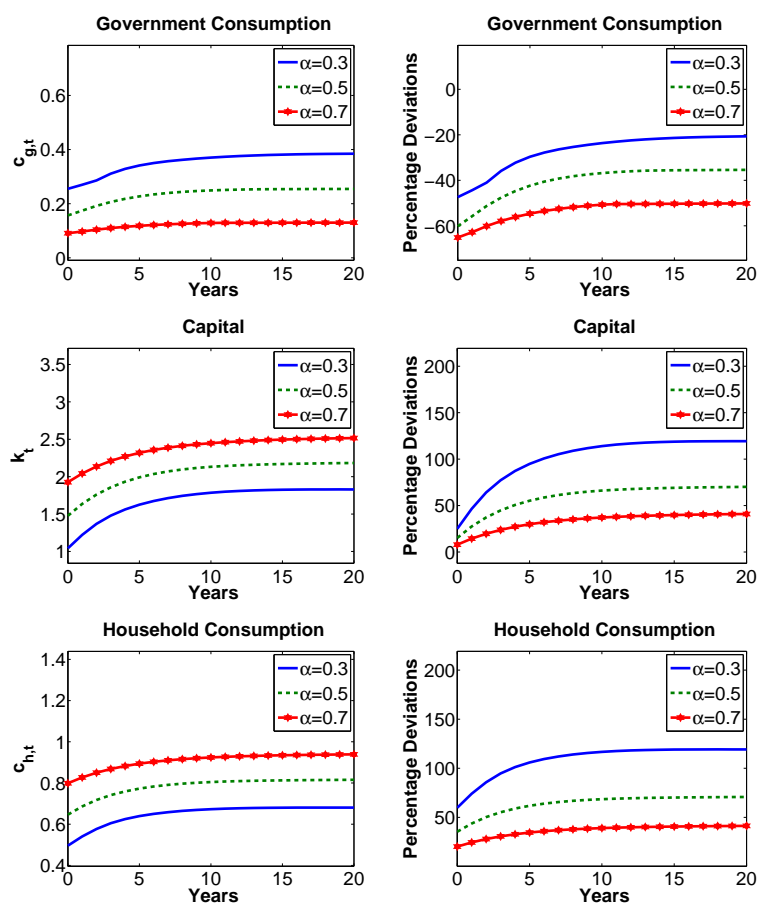 Government Consumption
c_{g,t}
0.6
0.4
0.2
0
0 5 10 15 20
Years
α=0.3
α=0.5
α=0.7
Government Consumption
Percentage Deviations
0
−20
−40
−60
0 5 10 15 20
Years
α=0.3
α=0.5
α=0.7
Capital
k_t
3.5
3
2.5
2
1.5
1
0 5 10 15 20
Years
α=0.3
α=0.5
α=0.7
Capital
Percentage Deviations
200
150
100
50
0
0 5 10 15 20
Years
α=0.3
α=0.5
α=0.7
Household Consumption
c_{h,t}
1.4
1.2
1
0.8
0.6
0.4
0 5 10 15 20
Years
α=0.3
α=0.5
α=0.7
Household Consumption
Percentage Deviations
200
150
100
50
0 5 10 15 20
Years
α=0.3
α=0.5
α=0.7